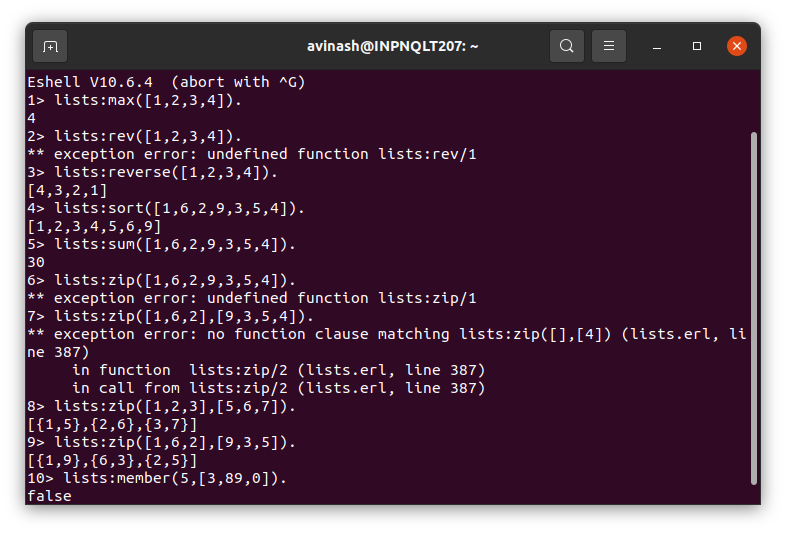 avinash@INPNQLT207: ~
Eshell V10.6.4  (abort with ^G)
1> lists:max([1,2,3,4]).
4
2> lists:rev([1,2,3,4]).
** exception error: undefined function lists:rev/1
3> lists:reverse([1,2,3,4]).
[4,3,2,1]
4> lists:sort([1,6,2,9,3,5,4]).
[1,2,3,4,5,6,9]
5> lists:sum([1,6,2,9,3,5,4]).
30
6> lists:zip([1,6,2,9,3,5,4]).
** exception error: undefined function lists:zip/1
7> lists:zip([1,6,2],[9,3,5,4]).
** exception error: no function clause matching lists:zip([],[4]) (lists.erl, li
ne 387)
     in function  lists:zip/2 (lists.erl, line 387)
     in call from lists:zip/2 (lists.erl, line 387)
8> lists:zip([1,2,3],[5,6,7]).
[{1,5},{2,6},{3,7}]
9> lists:zip([1,6,2],[9,3,5]).
[{1,9},{6,3},{2,5}]
10> lists:member(5,[3,89,0]).
false